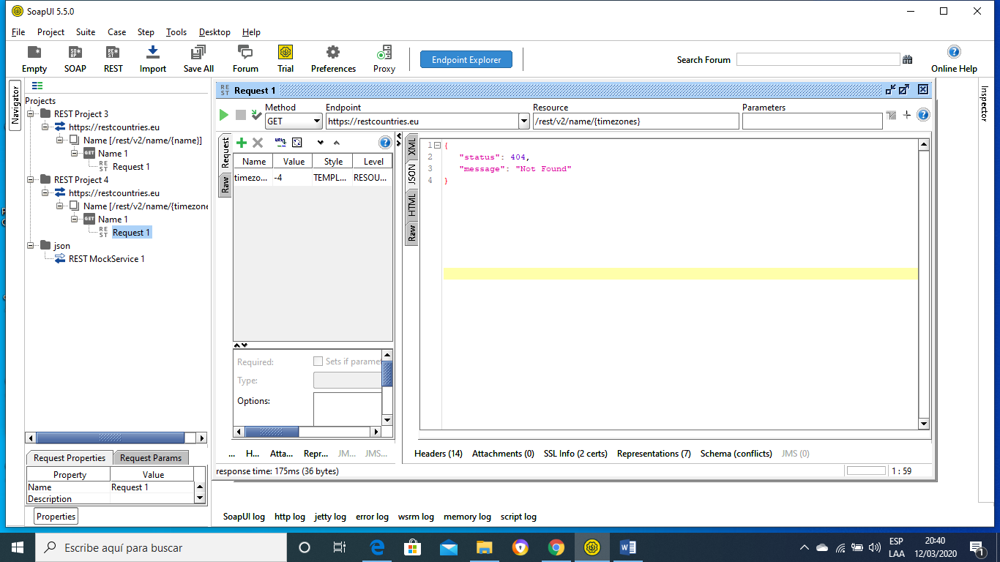 SoapUI 5.5.0
File Project Suite Case Step Tools Desktop Help
Empty SOAP REST Import Save All Forum Trial Preferences Proxy Endpoint Explorer Search Forum Online Help
Navigator
Projects
REST Project 3
https://restcountries.eu
Name [/rest/v2/name/{name}]
GET Name 1
REST Request 1
REST Project 4
https://restcountries.eu
Name [/rest/v2/name/{timezone
GET Name 1
REST Request 1
json
REST MockService 1
Request Properties Request Params
Property Value
Name Request 1
Description
Properties
REST Request 1
Method Endpoint Resource Parameters
GET https://restcountries.eu /rest/v2/name/{timezones}
Request
Raw
Name Value Style Level
timezo... -4 TEMPL... RESOU...
Required: Sets if paramet
Type:
Options:
... H... Atta... Repr... JM... JMS...
XML
JSON
HTML
Raw
1 {
2 "status": 404,
3 "message": "Not Found"
4 }
Headers (14) Attachments (0) SSL Info (2 certs) Representations (7) Schema (conflicts) JMS (0)
response time: 175ms (36 bytes) 1 : 59
Inspector
SoapUI log http log jetty log error log wsrm log memory log script log
Escribe aquí para buscar
ESP
LAA
20:40
12/03/2020
1